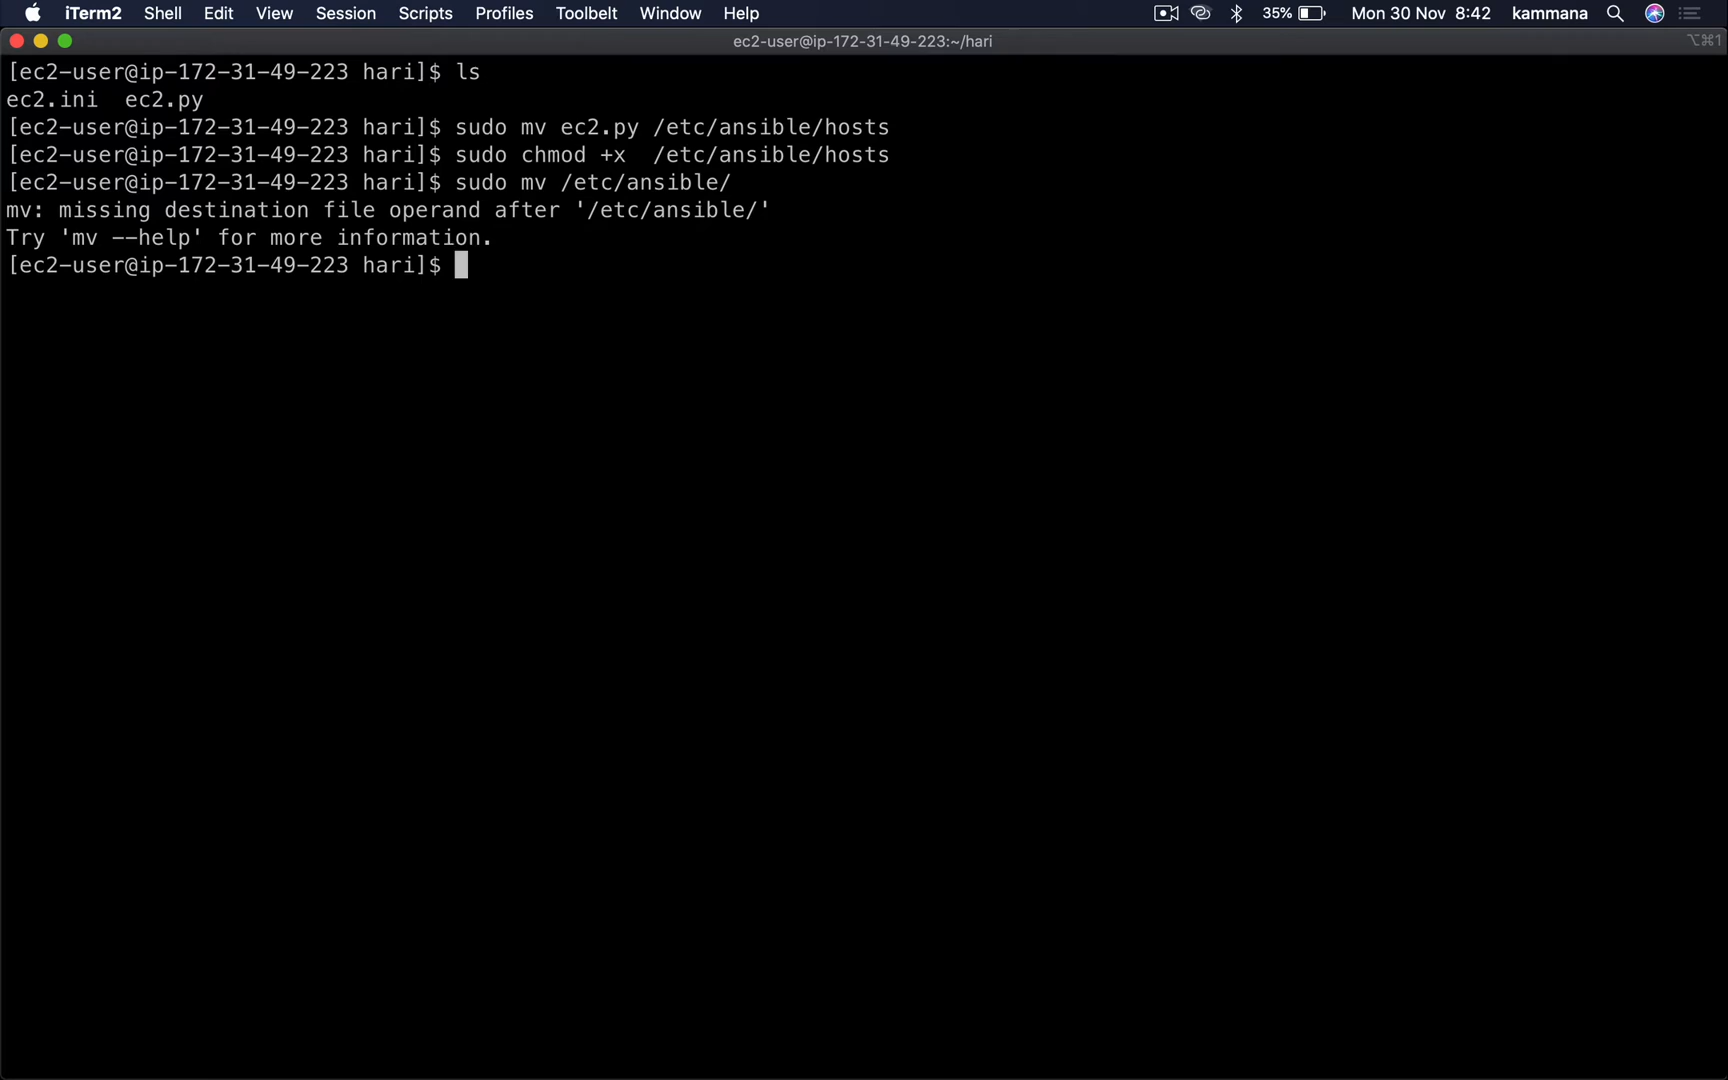 iTerm2 Shell Edit View Session Scripts Profiles Toolbelt Window Help 35% Mon 30 Nov 8:42 kammana
ec2-user@ip-172-31-49-223:~/hari ⌥⌘1
[ec2-user@ip-172-31-49-223 hari]$ ls
ec2.ini  ec2.py
[ec2-user@ip-172-31-49-223 hari]$ sudo mv ec2.py /etc/ansible/hosts
[ec2-user@ip-172-31-49-223 hari]$ sudo chmod +x  /etc/ansible/hosts
[ec2-user@ip-172-31-49-223 hari]$ sudo mv /etc/ansible/
mv: missing destination file operand after '/etc/ansible/'
Try 'mv --help' for more information.
[ec2-user@ip-172-31-49-223 hari]$